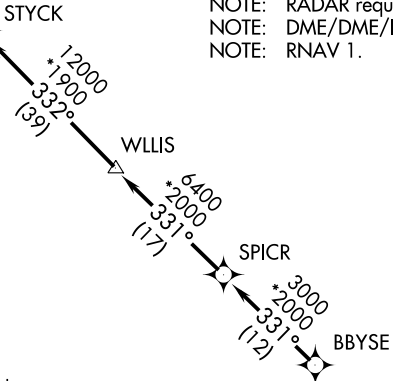 STYCK
NOTE: RADAR requ
NOTE: DME/DME/
NOTE: RNAV 1.
12000
*1900
332°
(39)
WLLIS
6400
*2000
331°
(17)
SPICR
3000
*2000
331°
(12)
BBYSE